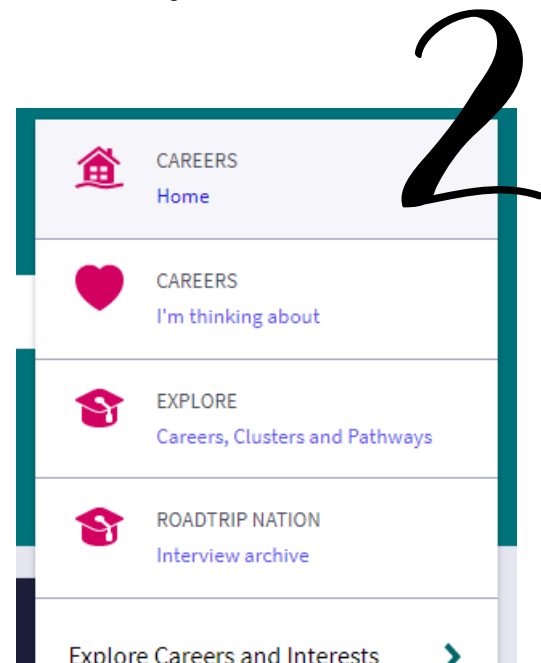 2
CAREERS
Home
CAREERS
I'm thinking about
EXPLORE
Careers, Clusters and Pathways
ROADTRIP NATION
Interview archive
Explore Careers and Interests